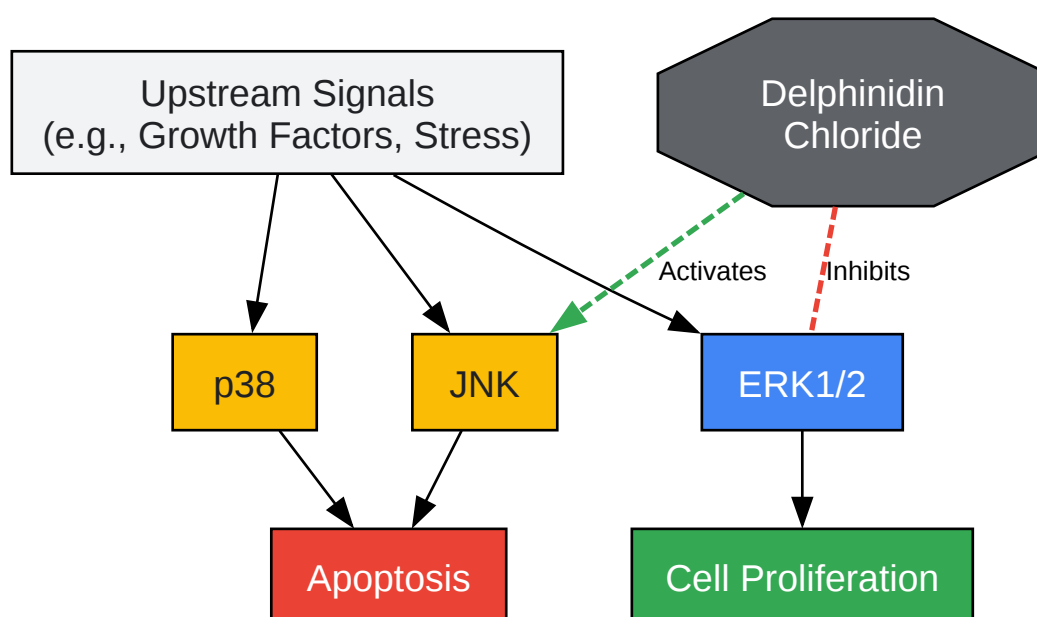 Upstream Signals
(e.g., Growth Factors, Stress)
Delphinidin
Chloride
Activates
Inhibits
p38
JNK
ERK1/2
Apoptosis
Cell Proliferation